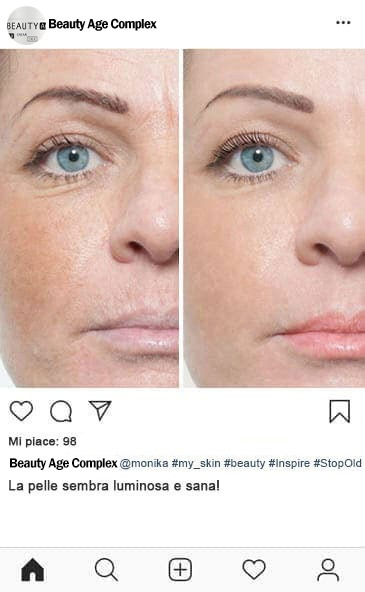 BEAUTY
CREAM
Beauty Age Complex
Mi piace: 98
Beauty Age Complex @monika #my_skin #beauty #Inspire #StopOld
La pelle sembra luminosa e sana!